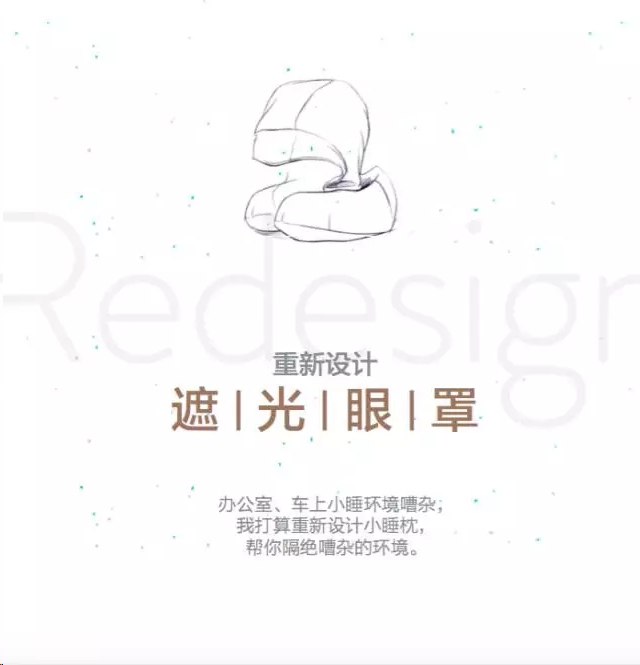 Redesign
重新设计
遮|光|眼|罩
办公室、车上小睡环境嘈杂，
我打算重新设计小睡枕，
帮你隔绝嘈杂的环境。